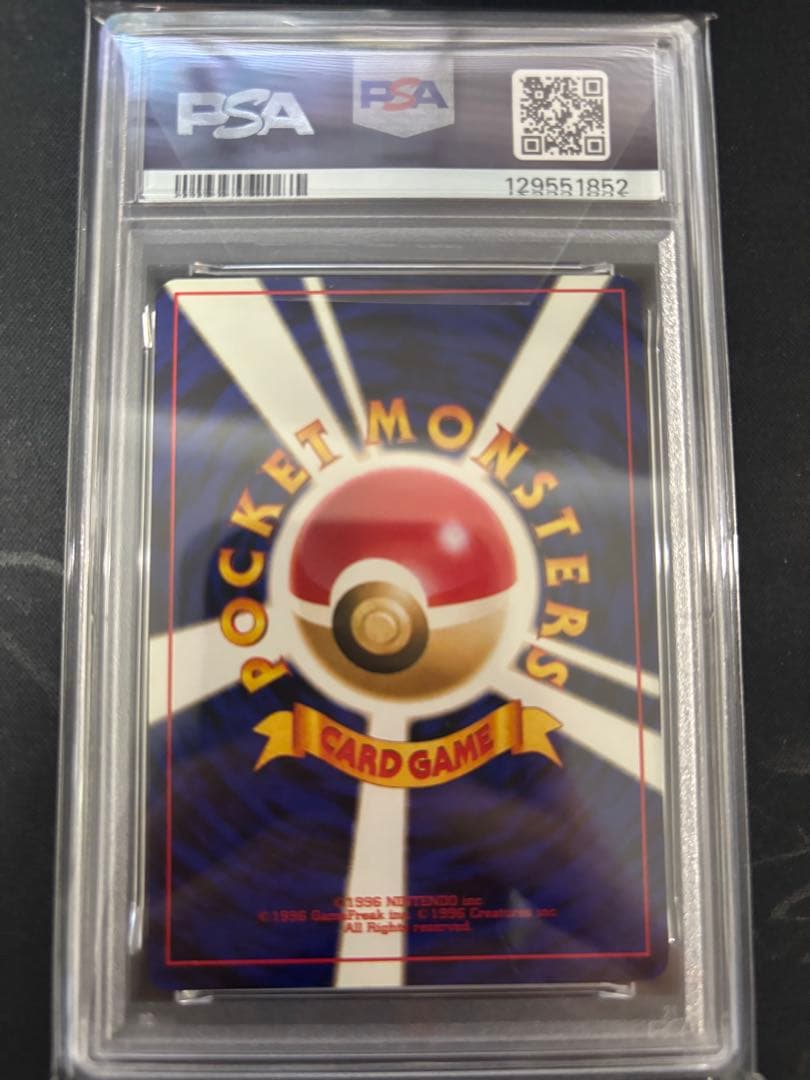 PSA PSA
129551852
POCKET MONSTERS
CARD GAME
©1996 NINTENDO inc
©1996 GameFreak inc. ©1996 Creatures inc
All Rights reserved.